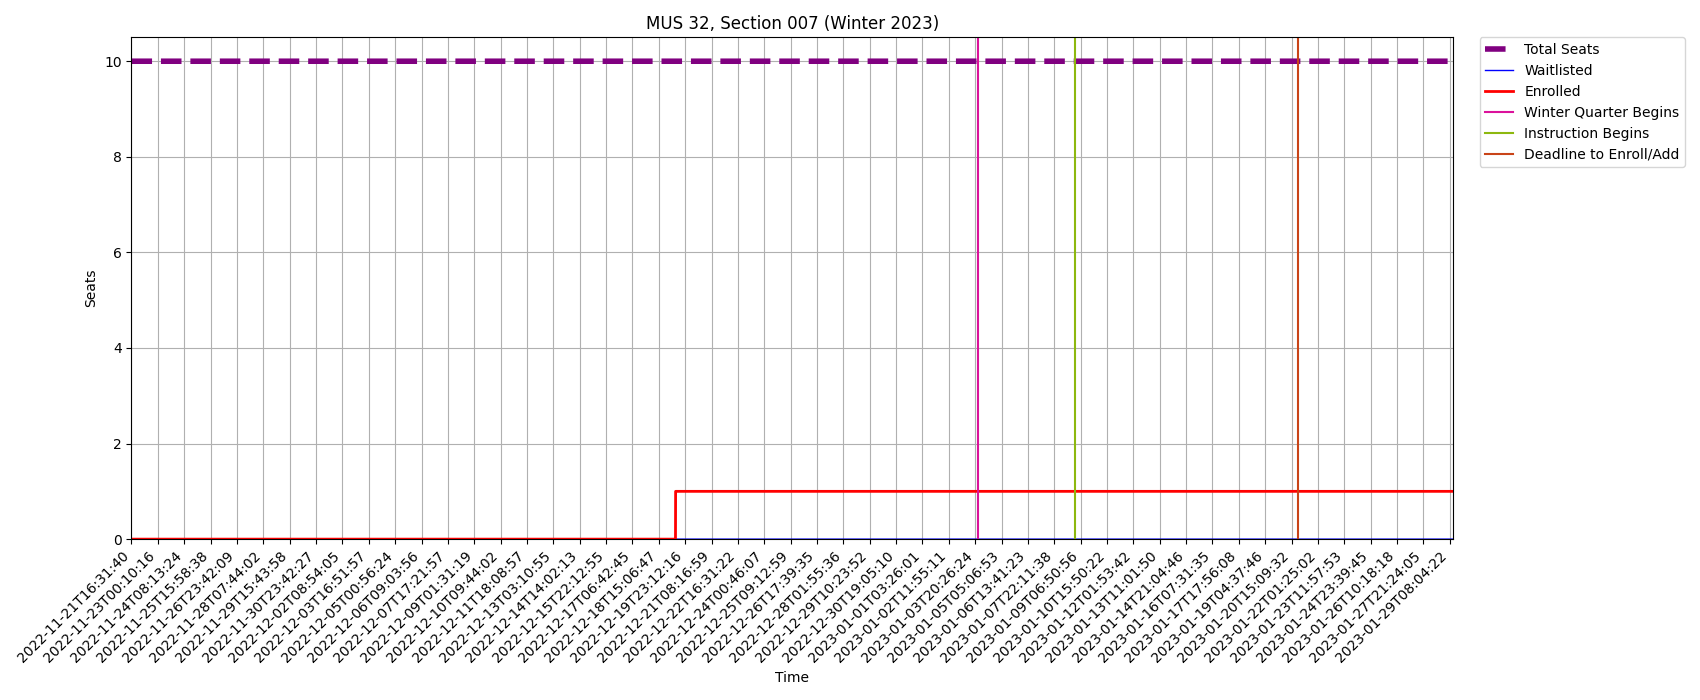 MUS 32, Section 007 (Winter 2023)
Total Seats
Waitlisted
Enrolled
Winter Quarter Begins
Instruction Begins
Deadline to Enroll/Add
Seats
10
8
6
4
2
0
2022-11-21T16:31:40
2022-11-23T00:10:16
2022-11-24T08:13:24
2022-11-25T15:58:38
2022-11-26T23:42:09
2022-11-28T07:44:02
2022-11-29T15:43:58
2022-11-30T23:42:27
2022-12-02T08:54:05
2022-12-03T16:51:57
2022-12-05T00:56:24
2022-12-06T09:03:56
2022-12-07T17:21:57
2022-12-09T01:31:19
2022-12-10T09:44:02
2022-12-11T18:08:57
2022-12-13T03:10:55
2022-12-14T14:02:13
2022-12-15T22:12:55
2022-12-17T06:42:45
2022-12-18T15:06:47
2022-12-19T23:12:16
2022-12-21T08:16:59
2022-12-22T16:31:22
2022-12-24T00:46:07
2022-12-25T09:12:59
2022-12-26T17:39:35
2022-12-28T01:55:36
2022-12-29T10:23:52
2022-12-30T19:05:10
2023-01-01T03:26:01
2023-01-02T11:55:11
2023-01-03T20:26:24
2023-01-05T05:06:53
2023-01-06T13:41:23
2023-01-07T22:11:38
2023-01-09T06:50:56
2023-01-10T15:50:22
2023-01-12T01:53:42
2023-01-13T11:01:50
2023-01-14T21:04:46
2023-01-16T07:31:35
2023-01-17T17:56:08
2023-01-19T04:37:46
2023-01-20T15:09:32
2023-01-22T01:25:02
2023-01-23T11:57:53
2023-01-24T23:39:45
2023-01-26T10:18:18
2023-01-27T21:24:05
2023-01-29T08:04:22
Time